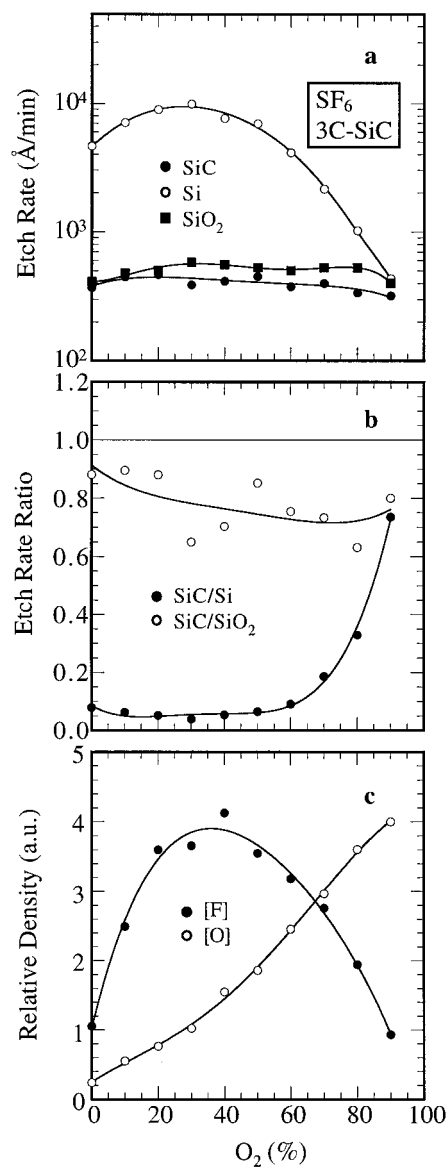 a
SF6
3C-SiC
Etch Rate (Å/min)
10^4
10^3
10^2
SiC
Si
SiO2
b
Etch Rate Ratio
1.2
1.0
0.8
0.6
0.4
0.2
0.0
SiC/Si
SiC/SiO2
c
Relative Density (a.u.)
5
4
3
2
1
0
[F]
[O]
0 20 40 60 80 100
O2 (%)